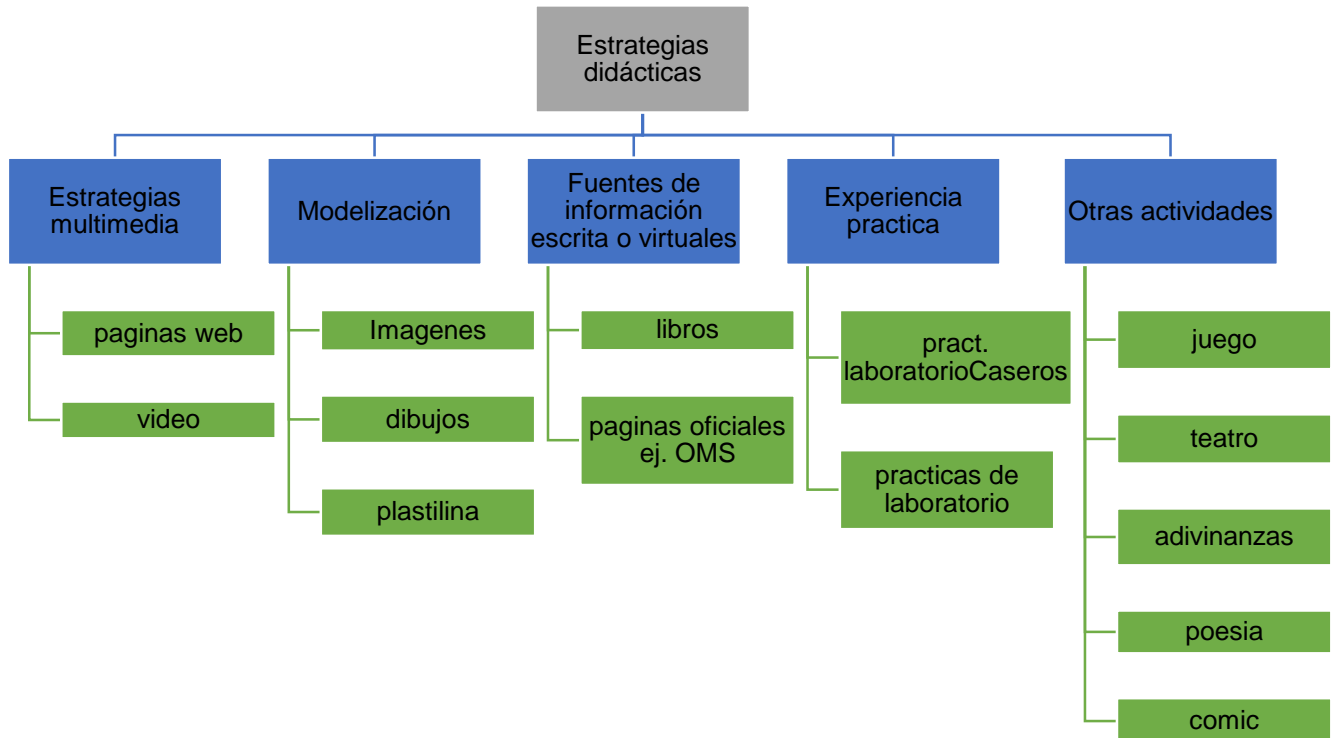 Estrategias
didácticas
Estrategias
multimedia
Modelización
Fuentes de
información
escrita o virtuales
Experiencia
practica
Otras actividades
paginas web
video
Imagenes
dibujos
plastilina
libros
paginas oficiales
ej. OMS
pract.
laboratorioCaseros
practicas de
laboratorio
juego
teatro
adivinanzas
poesia
comic